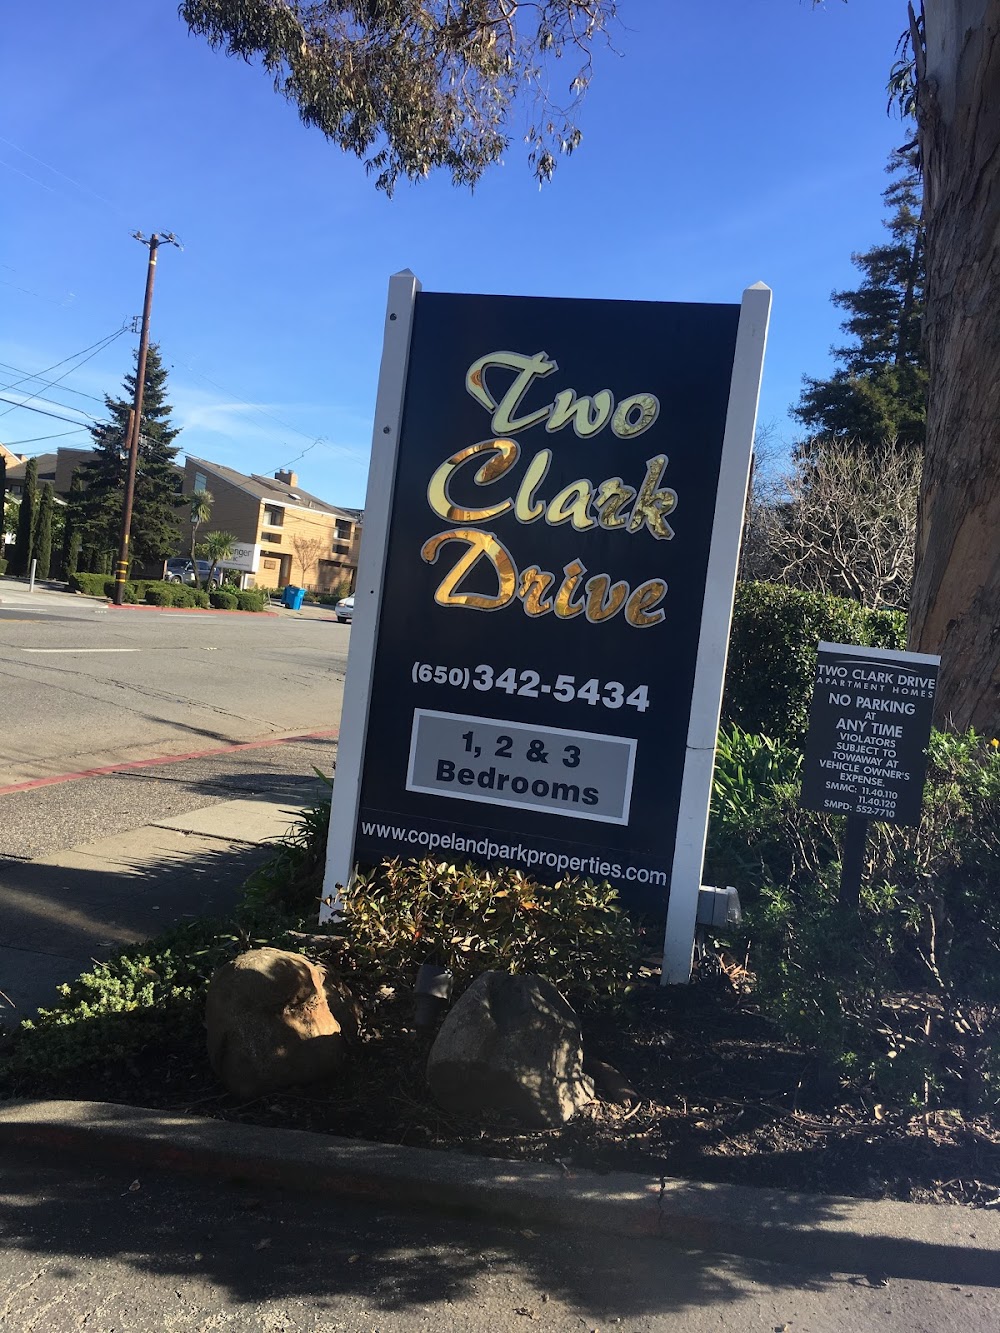 Two
Clark
Drive
(650) 342-5434
1, 2 & 3
Bedrooms
www.copelandparkproperties.com
TWO CLARK DRIVE
APARTMENT HOMES
NO PARKING
AT
ANY TIME
VIOLATORS
SUBJECT TO
TOWAWAY AT
VEHICLE OWNER'S
EXPENSE.
SMMC: 11.40.110
11.40.120
SMPD: 552-7710